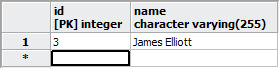 id name
[PK] integer character varying(255)
1 3 James Elliott
*